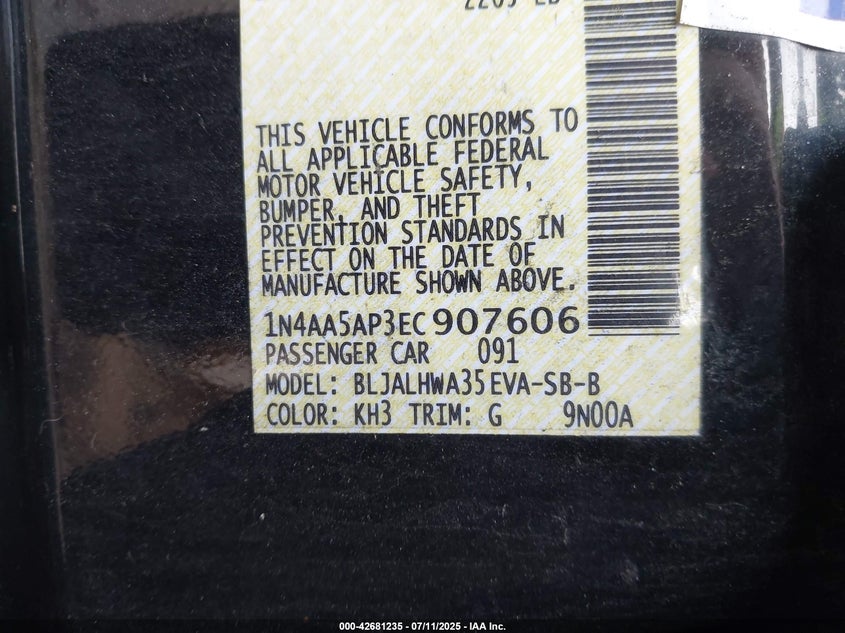 THIS VEHICLE CONFORMS TO
ALL APPLICABLE FEDERAL
MOTOR VEHICLE SAFETY,
BUMPER, AND THEFT
PREVENTION STANDARDS IN
EFFECT ON THE DATE OF
MANUFACTURE SHOWN ABOVE.
1N4AA5AP3EC907606
PASSENGER CAR 091
MODEL: BLJALHWA35EVA-SB-B
COLOR: KH3 TRIM: G 9N00A
000-42681235 - 07/11/2025 - IAA Inc.